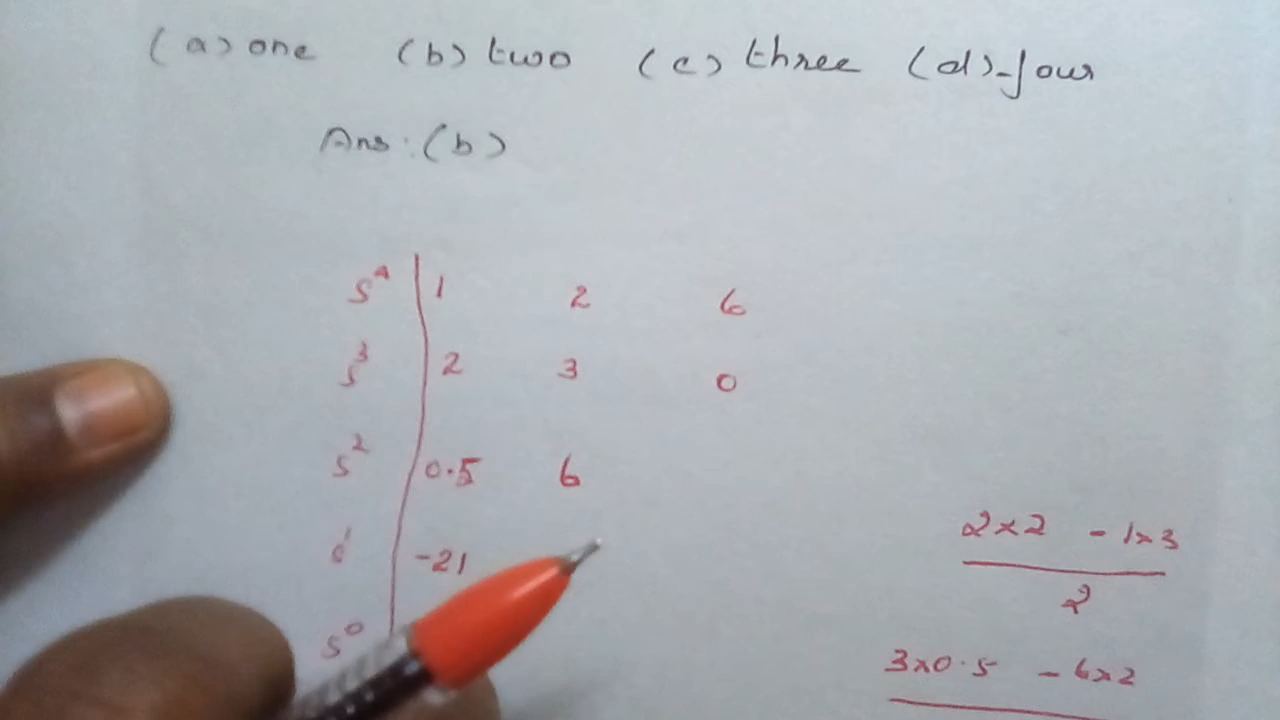 (a) one (b) two (c) three (d) four
Ans: (b)
s⁴ 1 2 6
s³ 2 3 0
s² 0.5 6
s¹ -21
s⁰
2×2 - 1×3
2
3×0.5 - 6×2